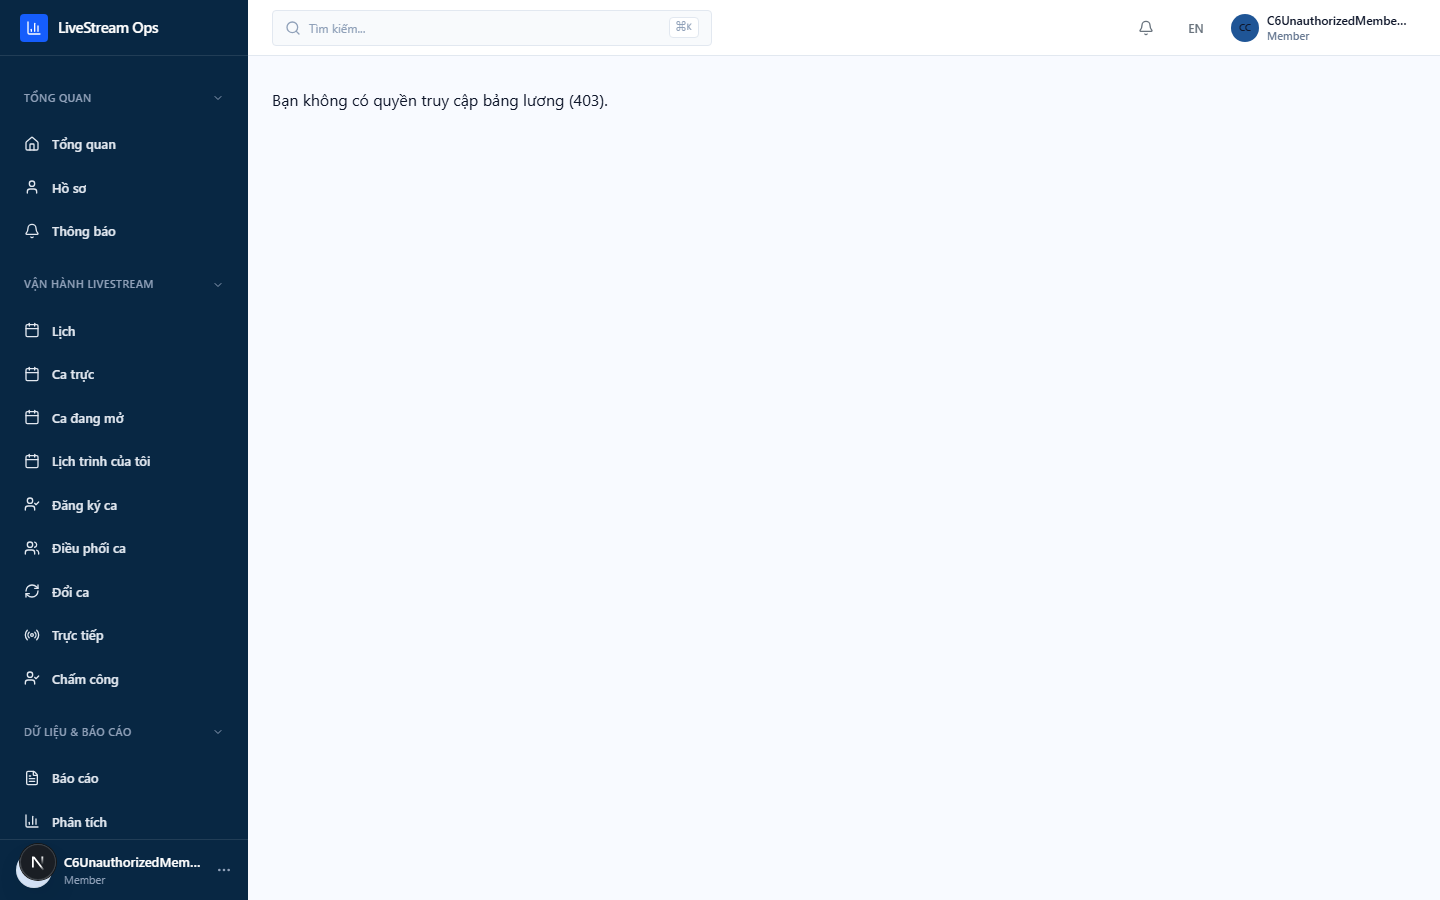 LiveStream Ops
Tìm kiếm...
⌘K
EN
CC
C6UnauthorizedMembe...
Member
TỔNG QUAN
Tổng quan
Hồ sơ
Thông báo
VẬN HÀNH LIVESTREAM
Lịch
Ca trực
Ca đang mở
Lịch trình của tôi
Đăng ký ca
Điều phối ca
Đổi ca
Trực tiếp
Chấm công
DỮ LIỆU & BÁO CÁO
Báo cáo
Phân tích
N
C6UnauthorizedMem...
Member
Bạn không có quyền truy cập bảng lương (403).